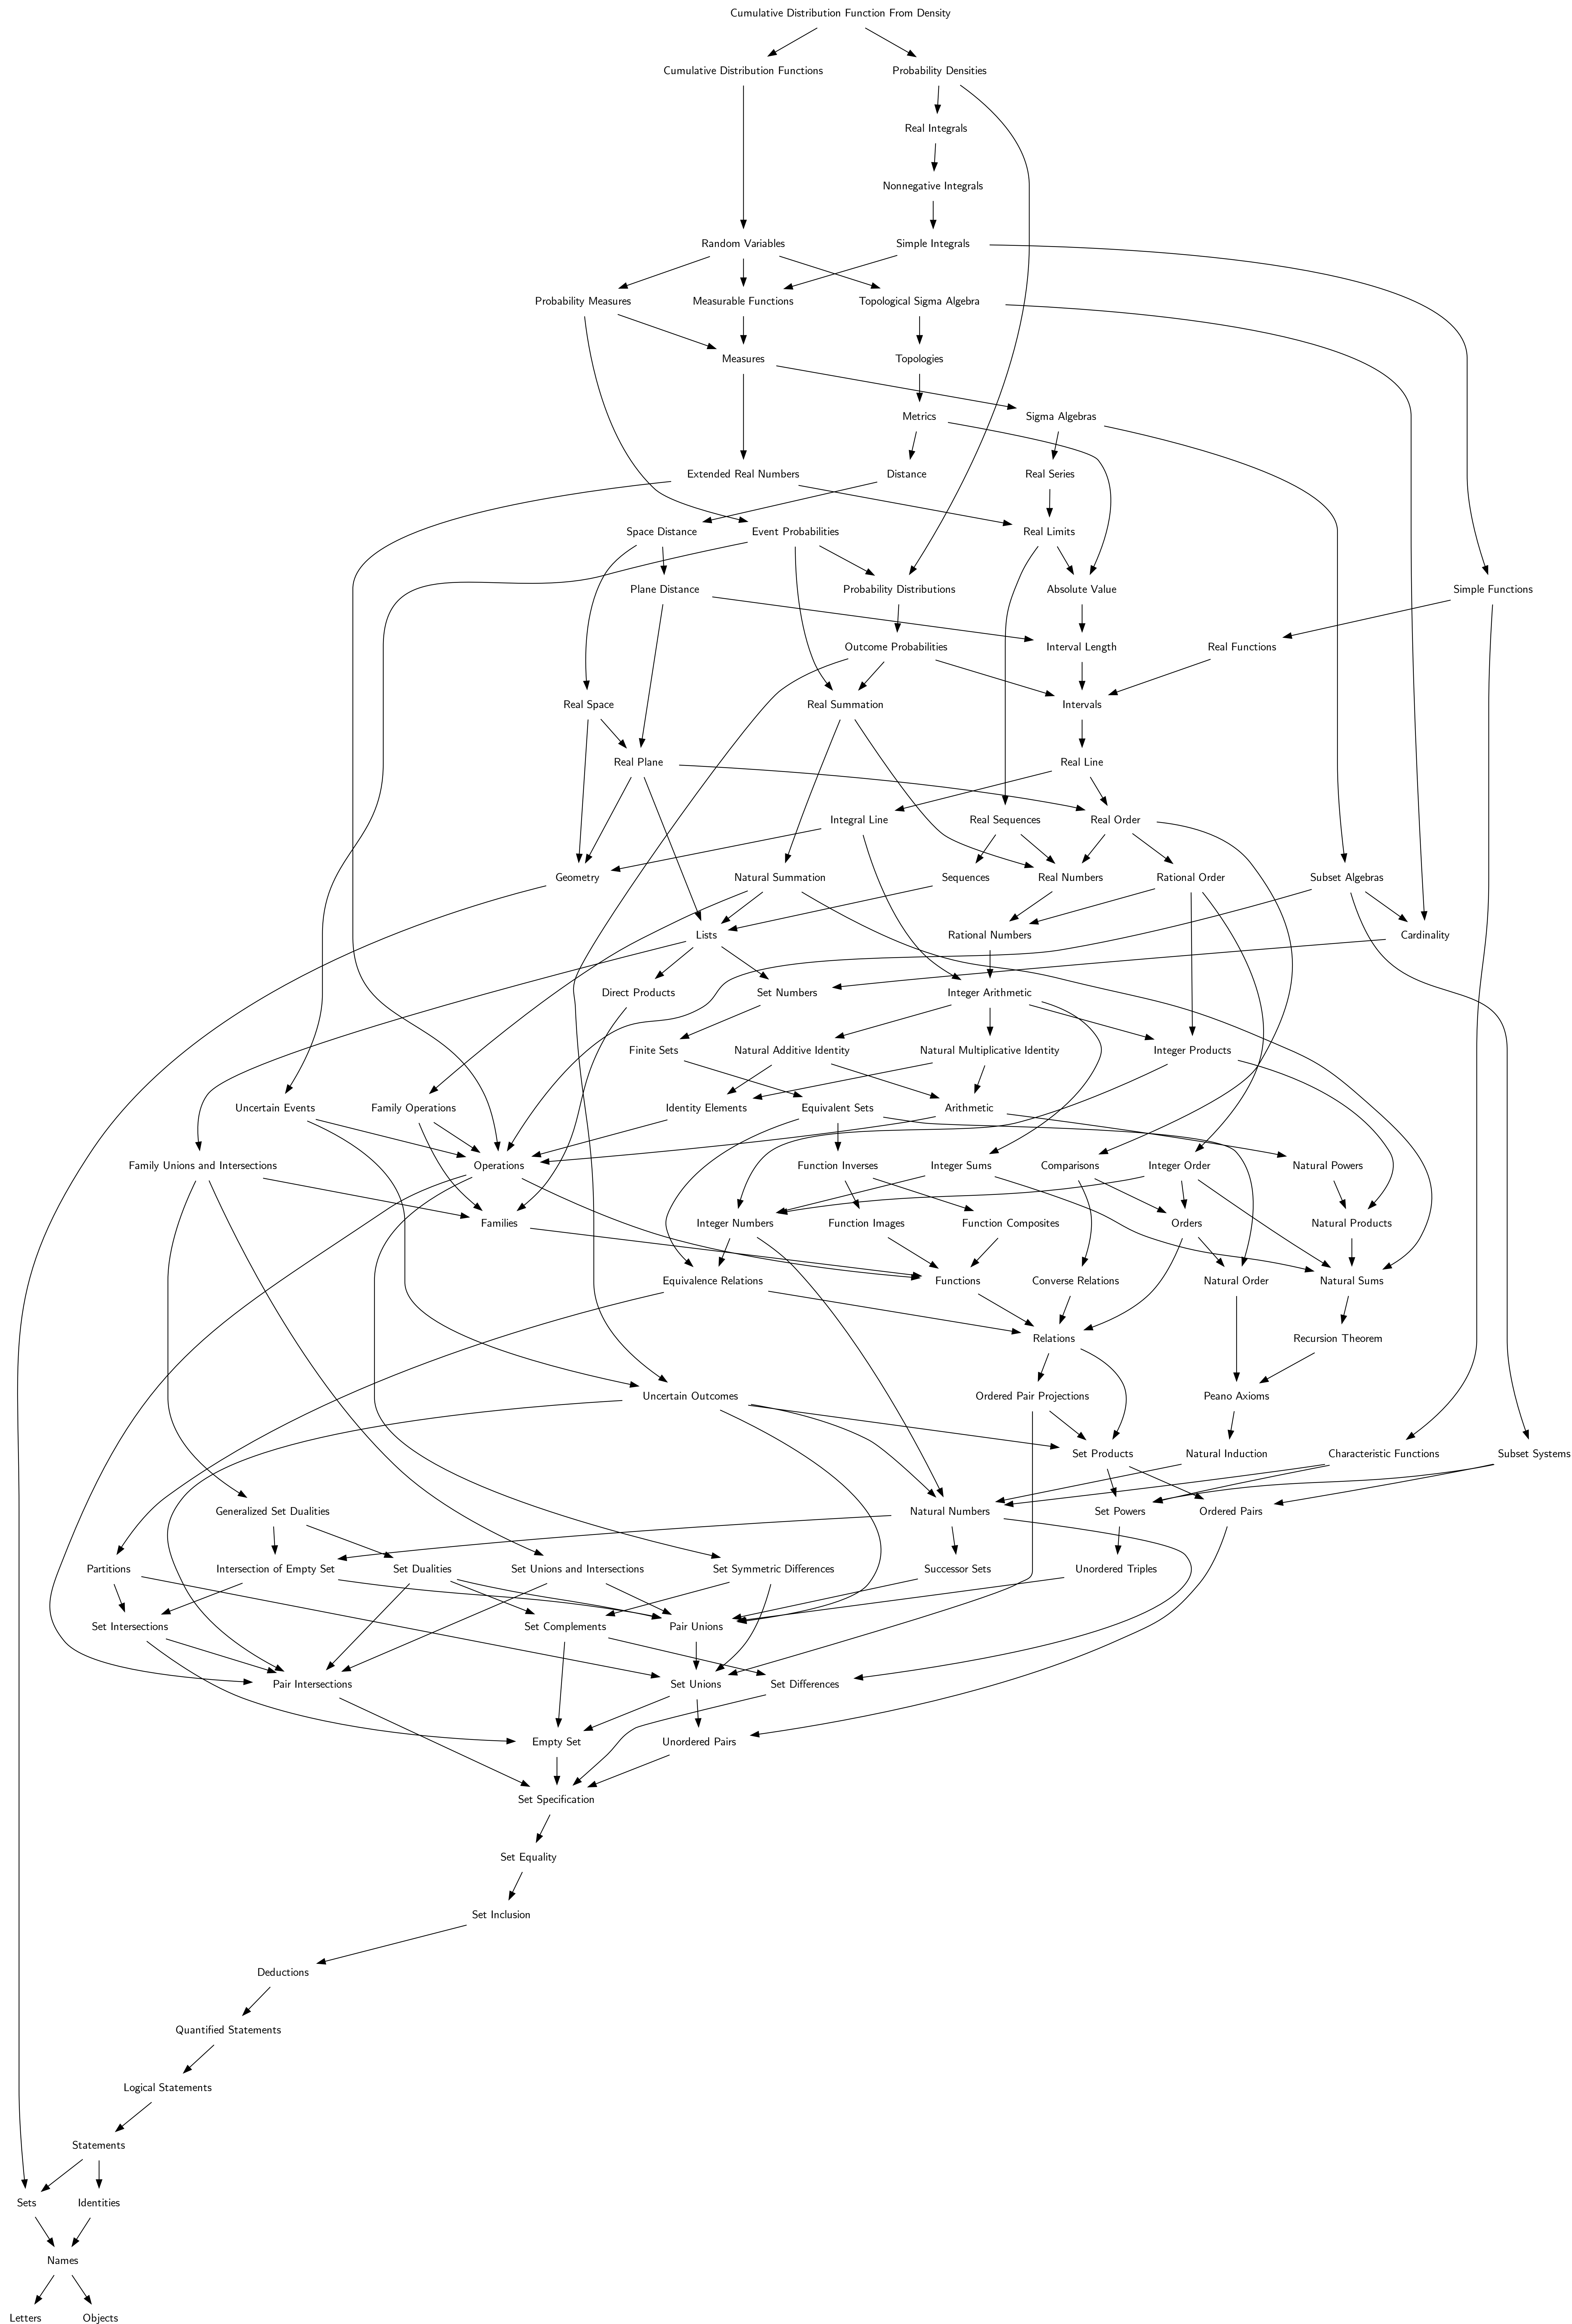 Cumulative Distribution Function From Density
Cumulative Distribution Functions
Probability Densities
Real Integrals
Nonnegative Integrals
Random Variables
Simple Integrals
Probability Measures
Measurable Functions
Topological Sigma Algebra
Measures
Topologies
Metrics
Sigma Algebras
Extended Real Numbers
Distance
Real Series
Space Distance
Event Probabilities
Real Limits
Plane Distance
Probability Distributions
Absolute Value
Simple Functions
Outcome Probabilities
Interval Length
Real Functions
Real Space
Real Summation
Intervals
Real Plane
Real Line
Integral Line
Real Sequences
Real Order
Geometry
Natural Summation
Sequences
Real Numbers
Rational Order
Subset Algebras
Lists
Rational Numbers
Cardinality
Direct Products
Set Numbers
Integer Arithmetic
Finite Sets
Natural Additive Identity
Natural Multiplicative Identity
Integer Products
Uncertain Events
Family Operations
Identity Elements
Equivalent Sets
Arithmetic
Family Unions and Intersections
Operations
Function Inverses
Integer Sums
Comparisons
Integer Order
Natural Powers
Families
Integer Numbers
Function Images
Function Composites
Orders
Natural Products
Equivalence Relations
Functions
Converse Relations
Natural Order
Natural Sums
Relations
Recursion Theorem
Uncertain Outcomes
Ordered Pair Projections
Peano Axioms
Set Products
Natural Induction
Characteristic Functions
Subset Systems
Generalized Set Dualities
Natural Numbers
Set Powers
Ordered Pairs
Partitions
Intersection of Empty Set
Set Dualities
Set Unions and Intersections
Set Symmetric Differences
Successor Sets
Unordered Triples
Set Intersections
Set Complements
Pair Unions
Pair Intersections
Set Unions
Set Differences
Empty Set
Unordered Pairs
Set Specification
Set Equality
Set Inclusion
Deductions
Quantified Statements
Logical Statements
Statements
Sets
Identities
Names
Letters
Objects